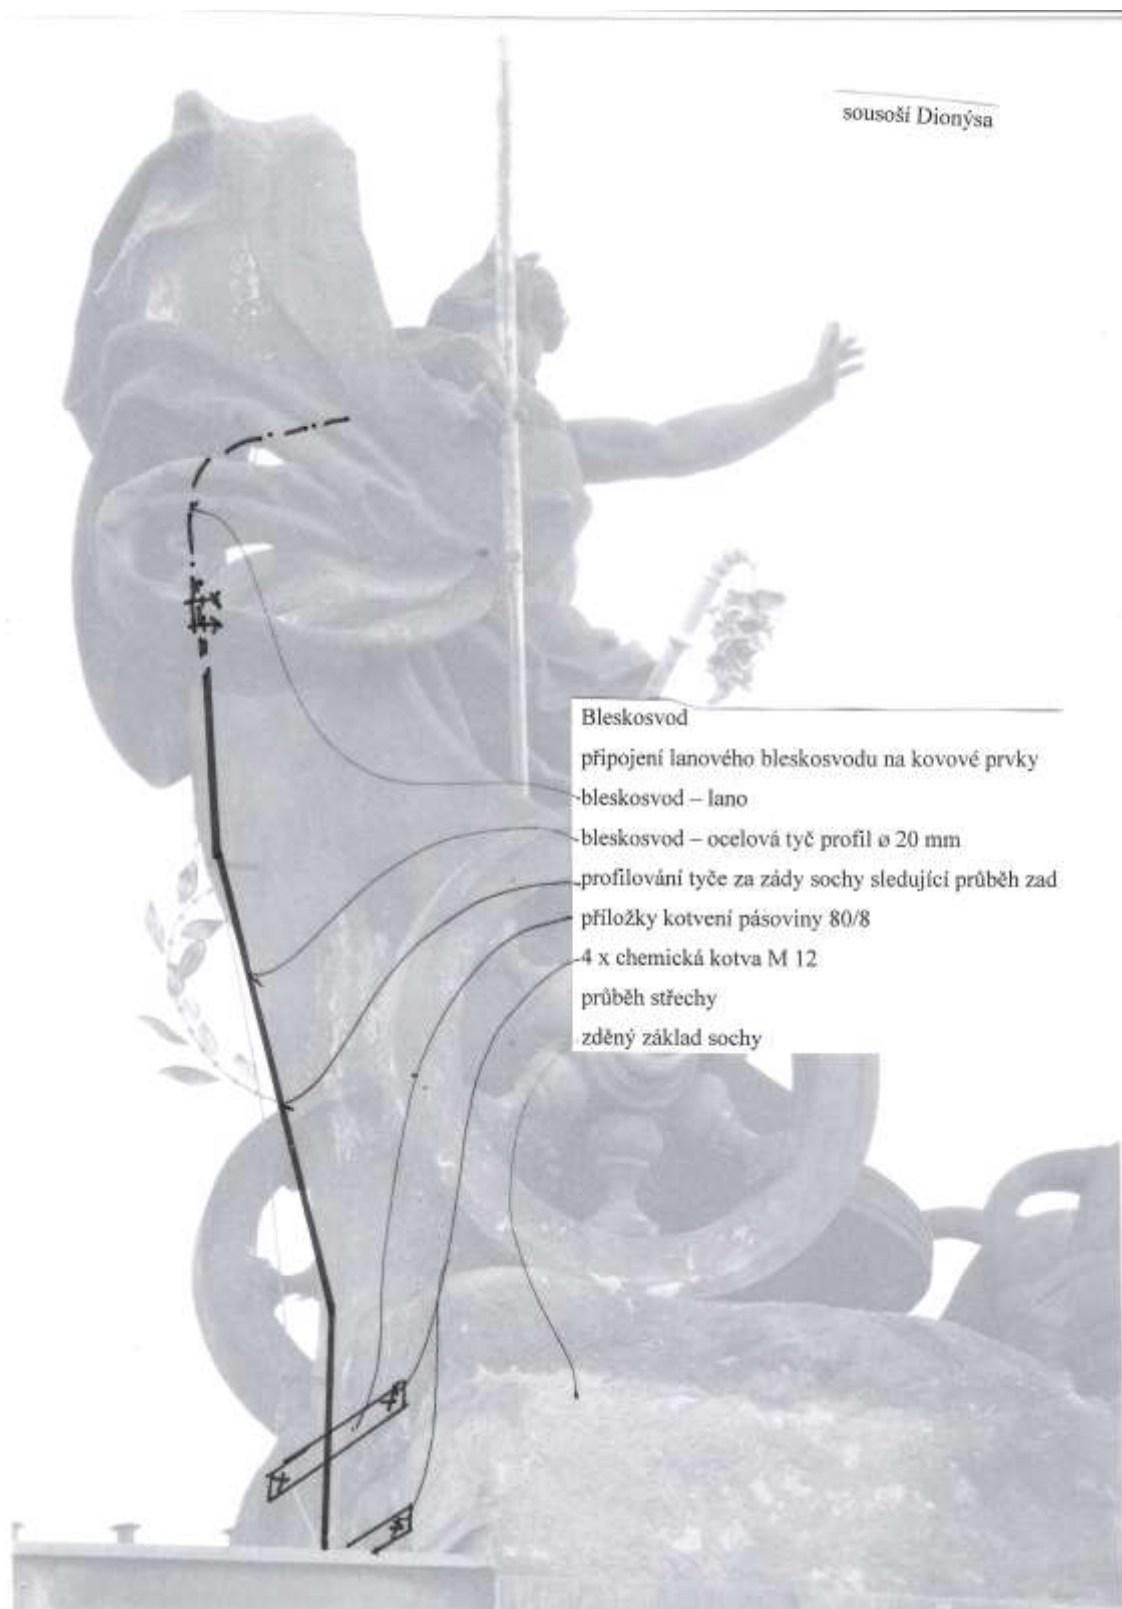 sousoší Dionýsa
Bleskosvod
připojení lanového bleskosvodu na kovové prvky
bleskosvod – lano
bleskosvod – ocelová tyč profil ø 20 mm
profilování tyče za zády sochy sledující průběh zad
příložky kotvení pásoviny 80/8
4 x chemická kotva M 12
průběh střechy
zděný základ sochy